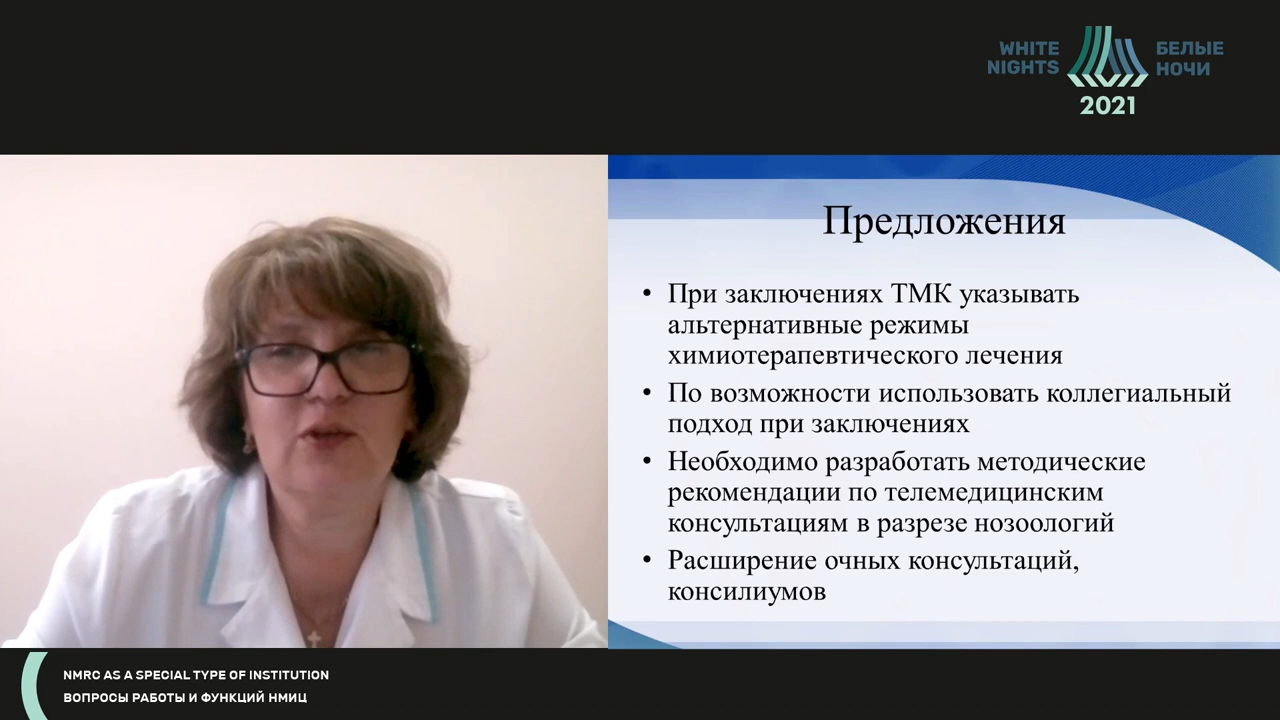 WHITE
NIGHTS
БЕЛЫЕ
НОЧИ
2021
Предложения
• При заключениях ТМК указывать
альтернативные режимы
химиотерапевтического лечения
• По возможности использовать коллегиальный
подход при заключениях
• Необходимо разработать методические
рекомендации по телемедицинским
консультациям в разрезе нозоологий
• Расширение очных консультаций,
консилиумов
NMRC AS A SPECIAL TYPE OF INSTITUTION
ВОПРОСЫ РАБОТЫ И ФУНКЦИЙ НМИЦ